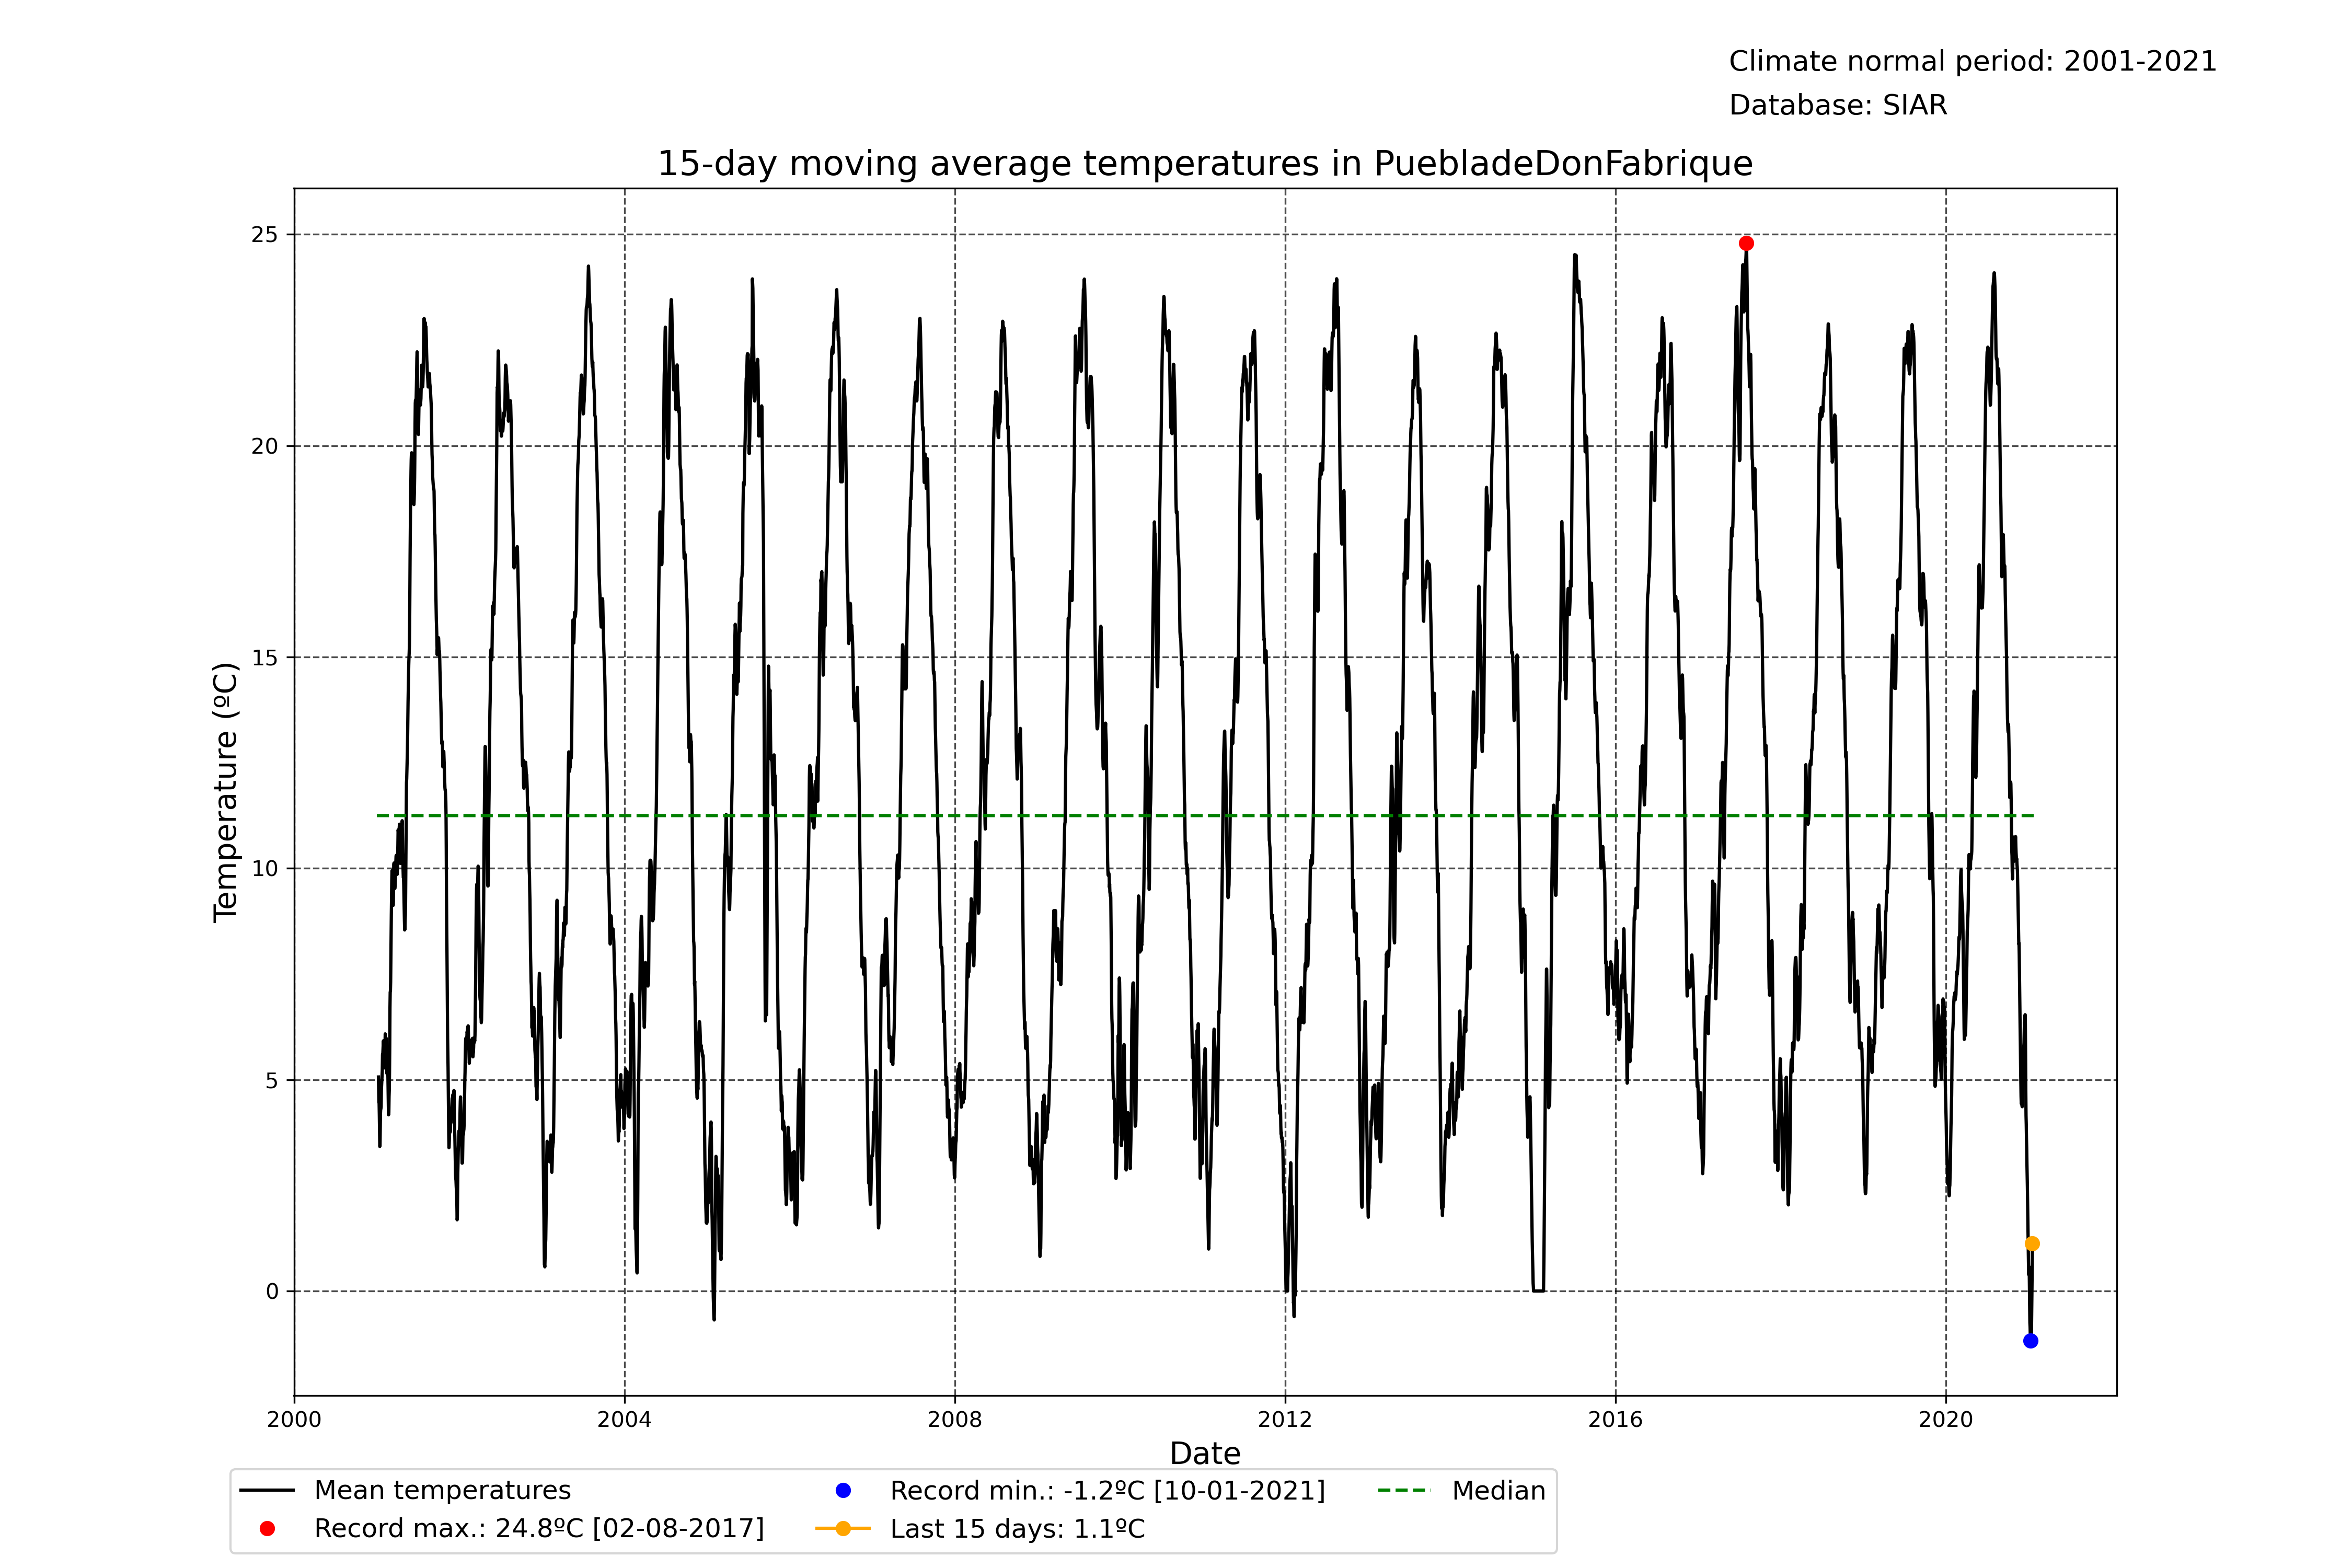 Climate normal period: 2001-2021
Database: SIAR
15-day moving average temperatures in PuebladeDonFabrique
25
20
15
10
5
0
Temperature (ºC)
2000 2004 2008 2012 2016 2020
Date
Mean temperatures
Record max.: 24.8ºC [02-08-2017]
Record min.: -1.2ºC [10-01-2021]
Last 15 days: 1.1ºC
Median